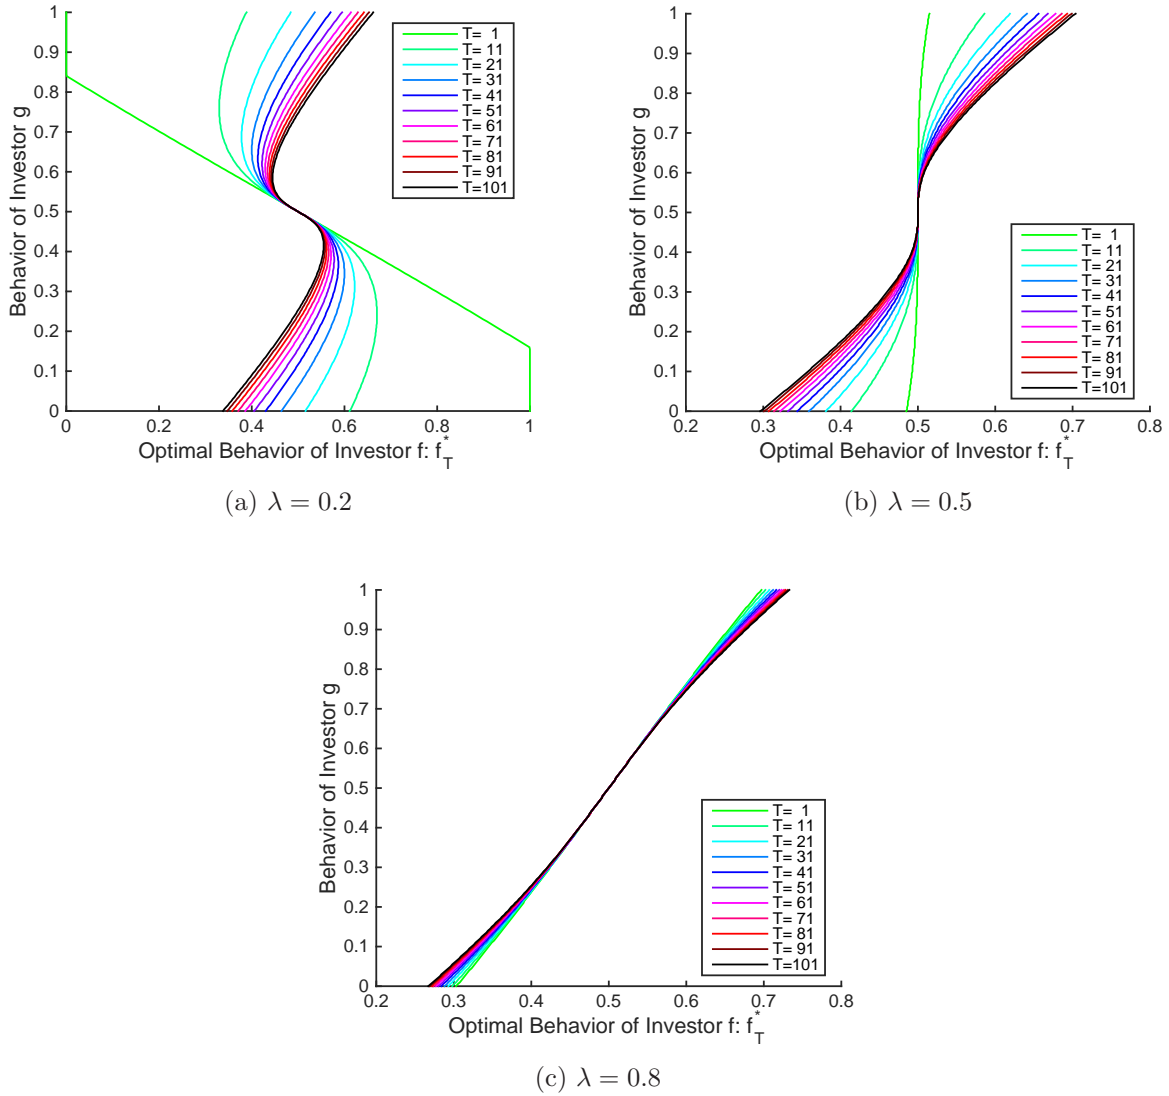 1
0.9
0.8
0.7
0.6
0.5
0.4
0.3
0.2
0.1
0
Behavior of Investor g
0 0.2 0.4 0.6 0.8 1
Optimal Behavior of Investor f: f*T
T= 1
T= 11
T= 21
T= 31
T= 41
T= 51
T= 61
T= 71
T= 81
T= 91
T=101
(a) λ = 0.2
1
0.9
0.8
0.7
0.6
0.5
0.4
0.3
0.2
0.1
0
Behavior of Investor g
0.2 0.3 0.4 0.5 0.6 0.7 0.8
Optimal Behavior of Investor f: f*T
T= 1
T= 11
T= 21
T= 31
T= 41
T= 51
T= 61
T= 71
T= 81
T= 91
T=101
(b) λ = 0.5
1
0.9
0.8
0.7
0.6
0.5
0.4
0.3
0.2
0.1
0
Behavior of Investor g
0.2 0.3 0.4 0.5 0.6 0.7 0.8
Optimal Behavior of Investor f: f*T
T= 1
T= 11
T= 21
T= 31
T= 41
T= 51
T= 61
T= 71
T= 81
T= 91
T=101
(c) λ = 0.8